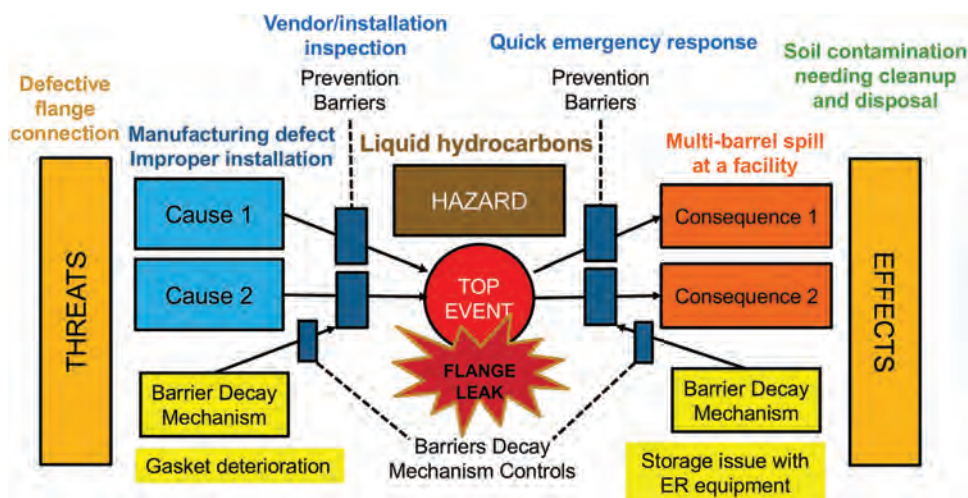 Vendor/installation
inspection
Prevention
Barriers
Quick emergency response
Prevention
Barriers
Soil contamination
needing cleanup
and disposal
Defective
flange
connection
Manufacturing defect
Improper installation
Liquid hydrocarbons
Multi-barrel spill
at a facility
THREATS
Cause 1
Cause 2
HAZARD
TOP
EVENT
FLANGE
LEAK
Consequence 1
Consequence 2
EFFECTS
Barrier Decay
Mechanism
Gasket deterioration
Barriers Decay
Mechanism Controls
Barrier Decay
Mechanism
Storage issue with
ER equipment